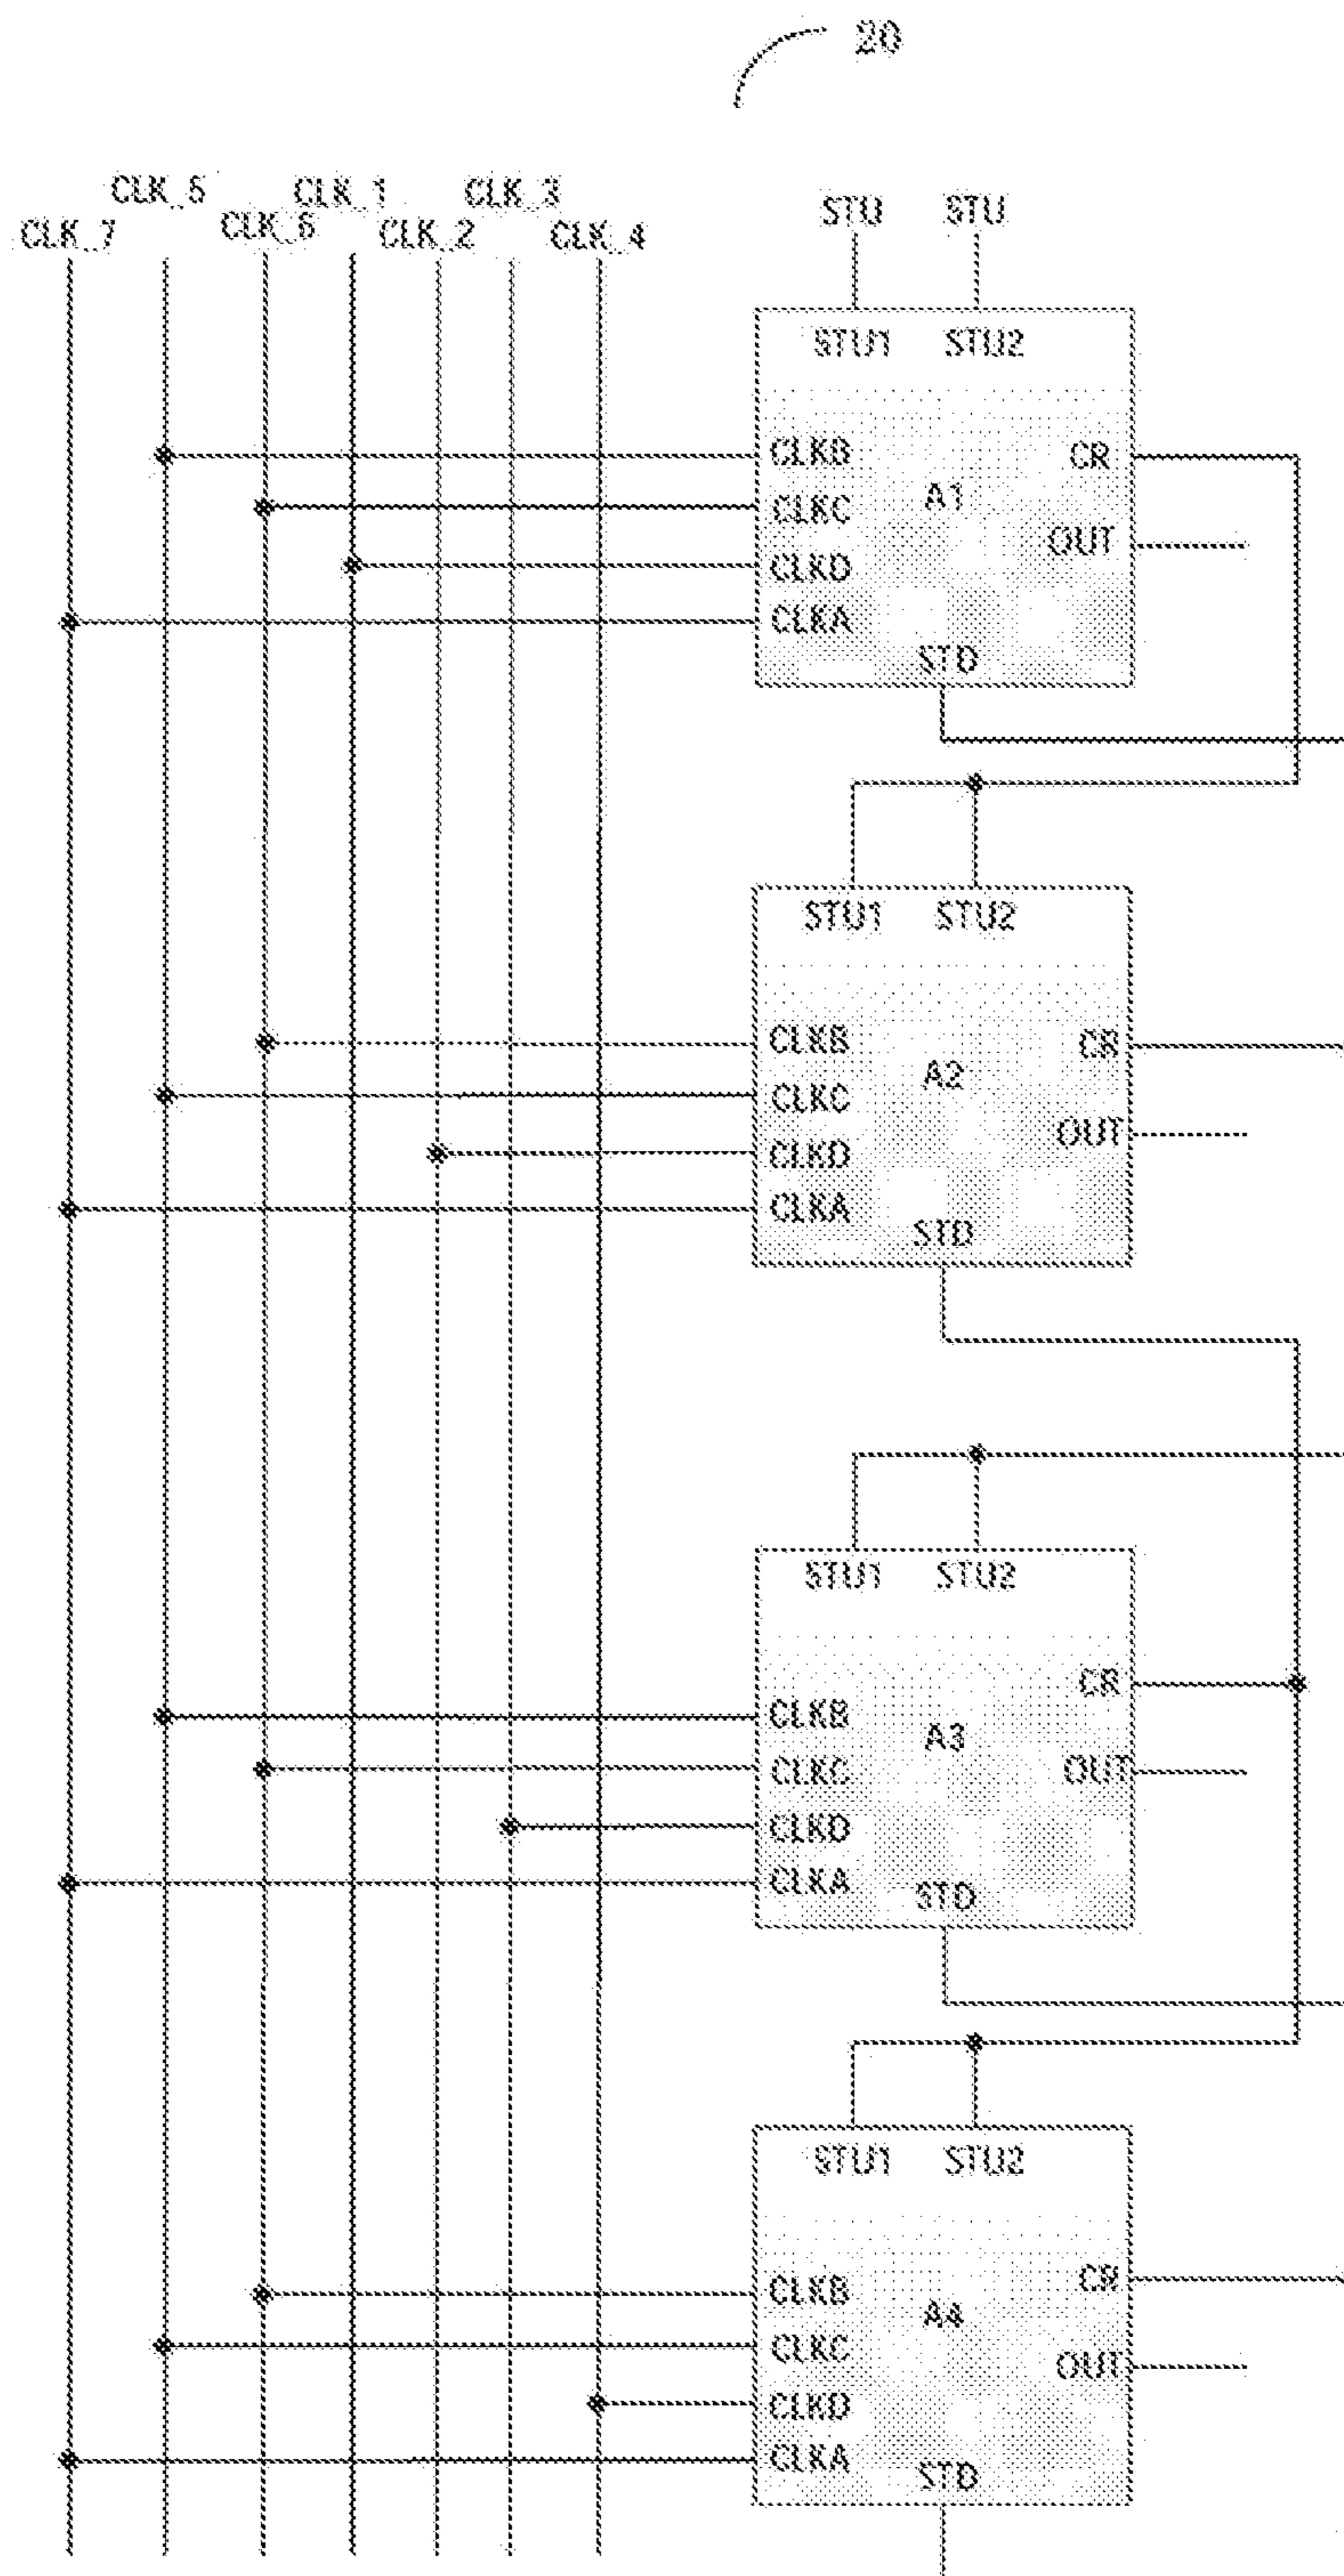 20
CLK_5 CLK_1 CLK_3
CLK_7 CLK_6 CLK_2 CLK_4
STU STU
STU1 STU2
CLKB CR
A1
CLKC
OUT
CLKD
CLKA
STD
STU1 STU2
CLKB CR
A2
CLKC
OUT
CLKD
CLKA
STD
STU1 STU2
CR
CLKB
A3
CLKC OUT
CLKD
CLKA
STD
STU1 STU2
CLKB CR
A4
CLKC
OUT
CLKD
CLKA
STD